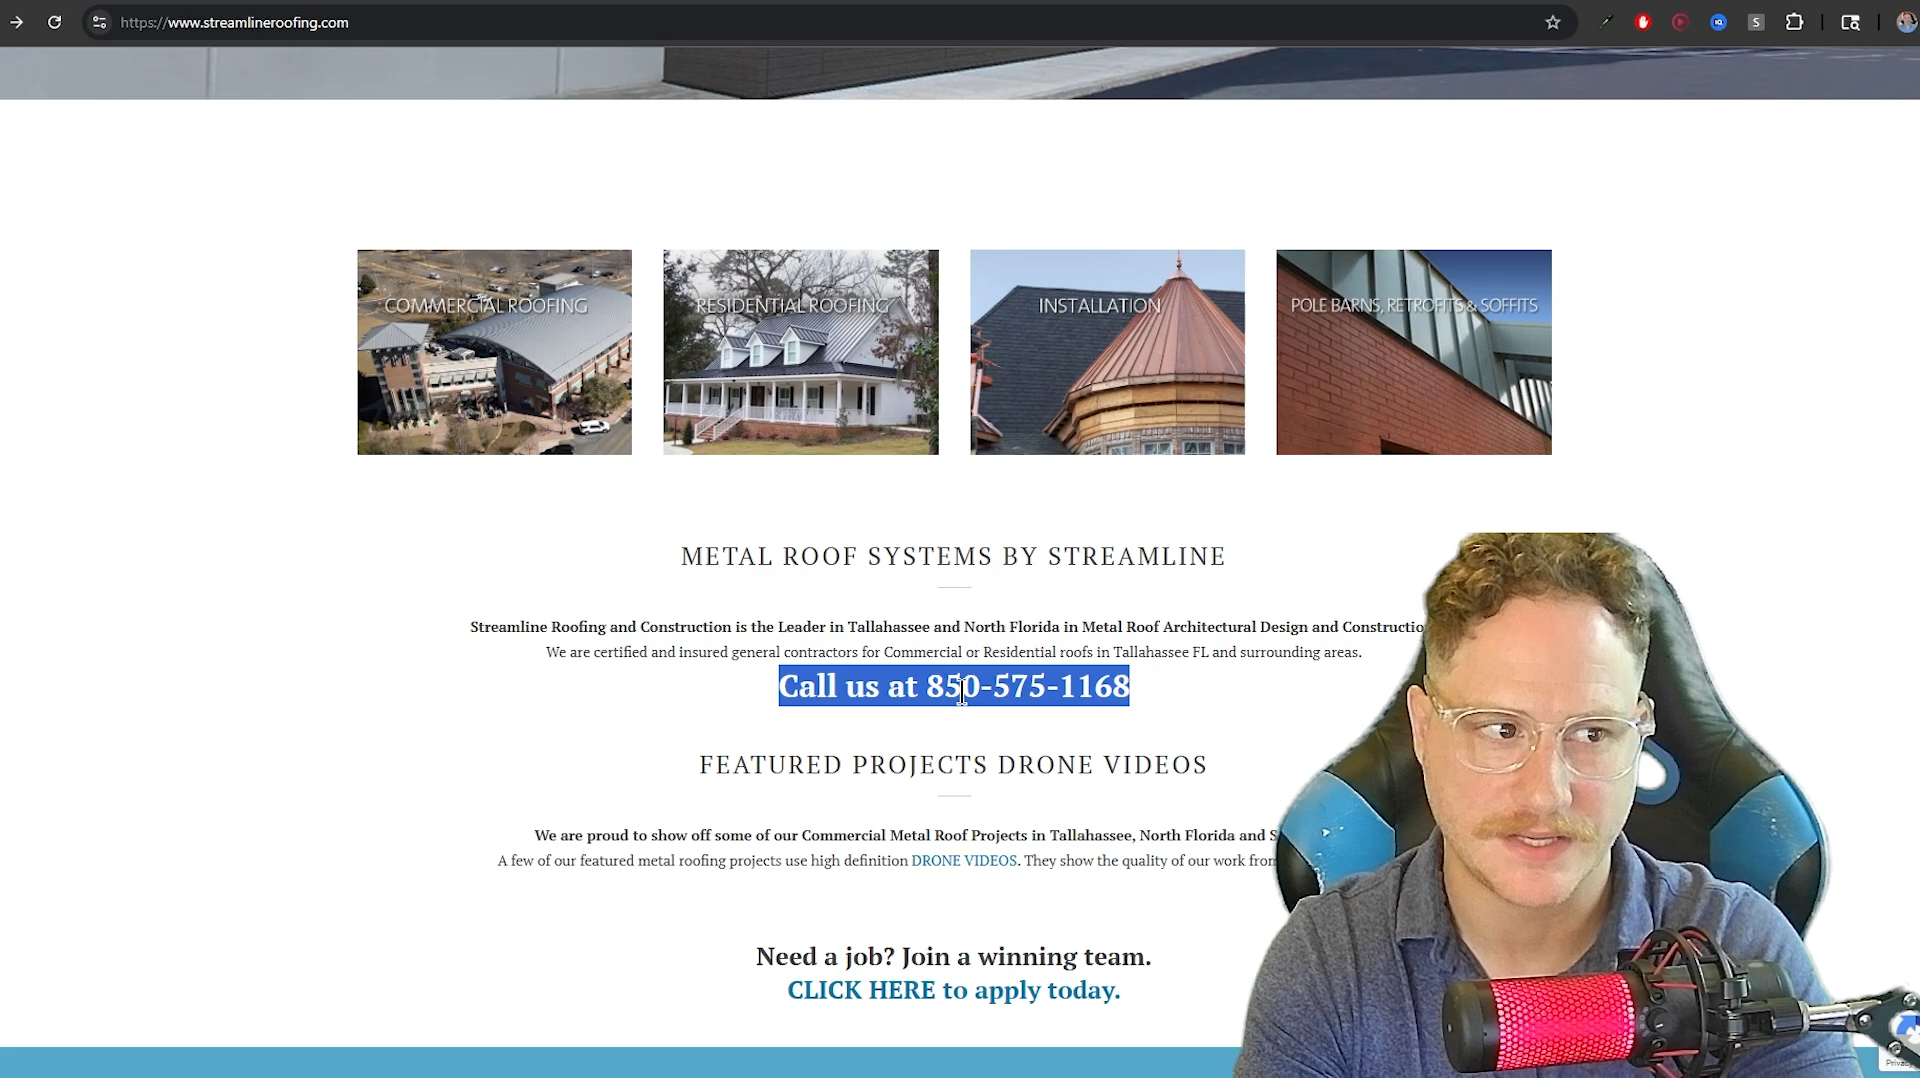 https://www.streamlineroofing.com
S
COMMERCIAL ROOFING
RESIDENTIAL ROOFING
INSTALLATION
POLE BARNS, RETROFITS & SOFFITS
METAL ROOF SYSTEMS BY STREAMLINE
Streamline Roofing and Construction is the Leader in Tallahassee and North Florida in Metal Roof Architectural Design and Constructio
We are certified and insured general contractors for Commercial or Residential roofs in Tallahassee FL and surrounding areas.
Call us at 850-575-1168
FEATURED PROJECTS DRONE VIDEOS
We are proud to show off some of our Commercial Metal Roof Projects in Tallahassee, North Florida and S
A few of our featured metal roofing projects use high definition DRONE VIDEOS. They show the quality of our work from
Need a job? Join a winning team.
CLICK HERE to apply today.